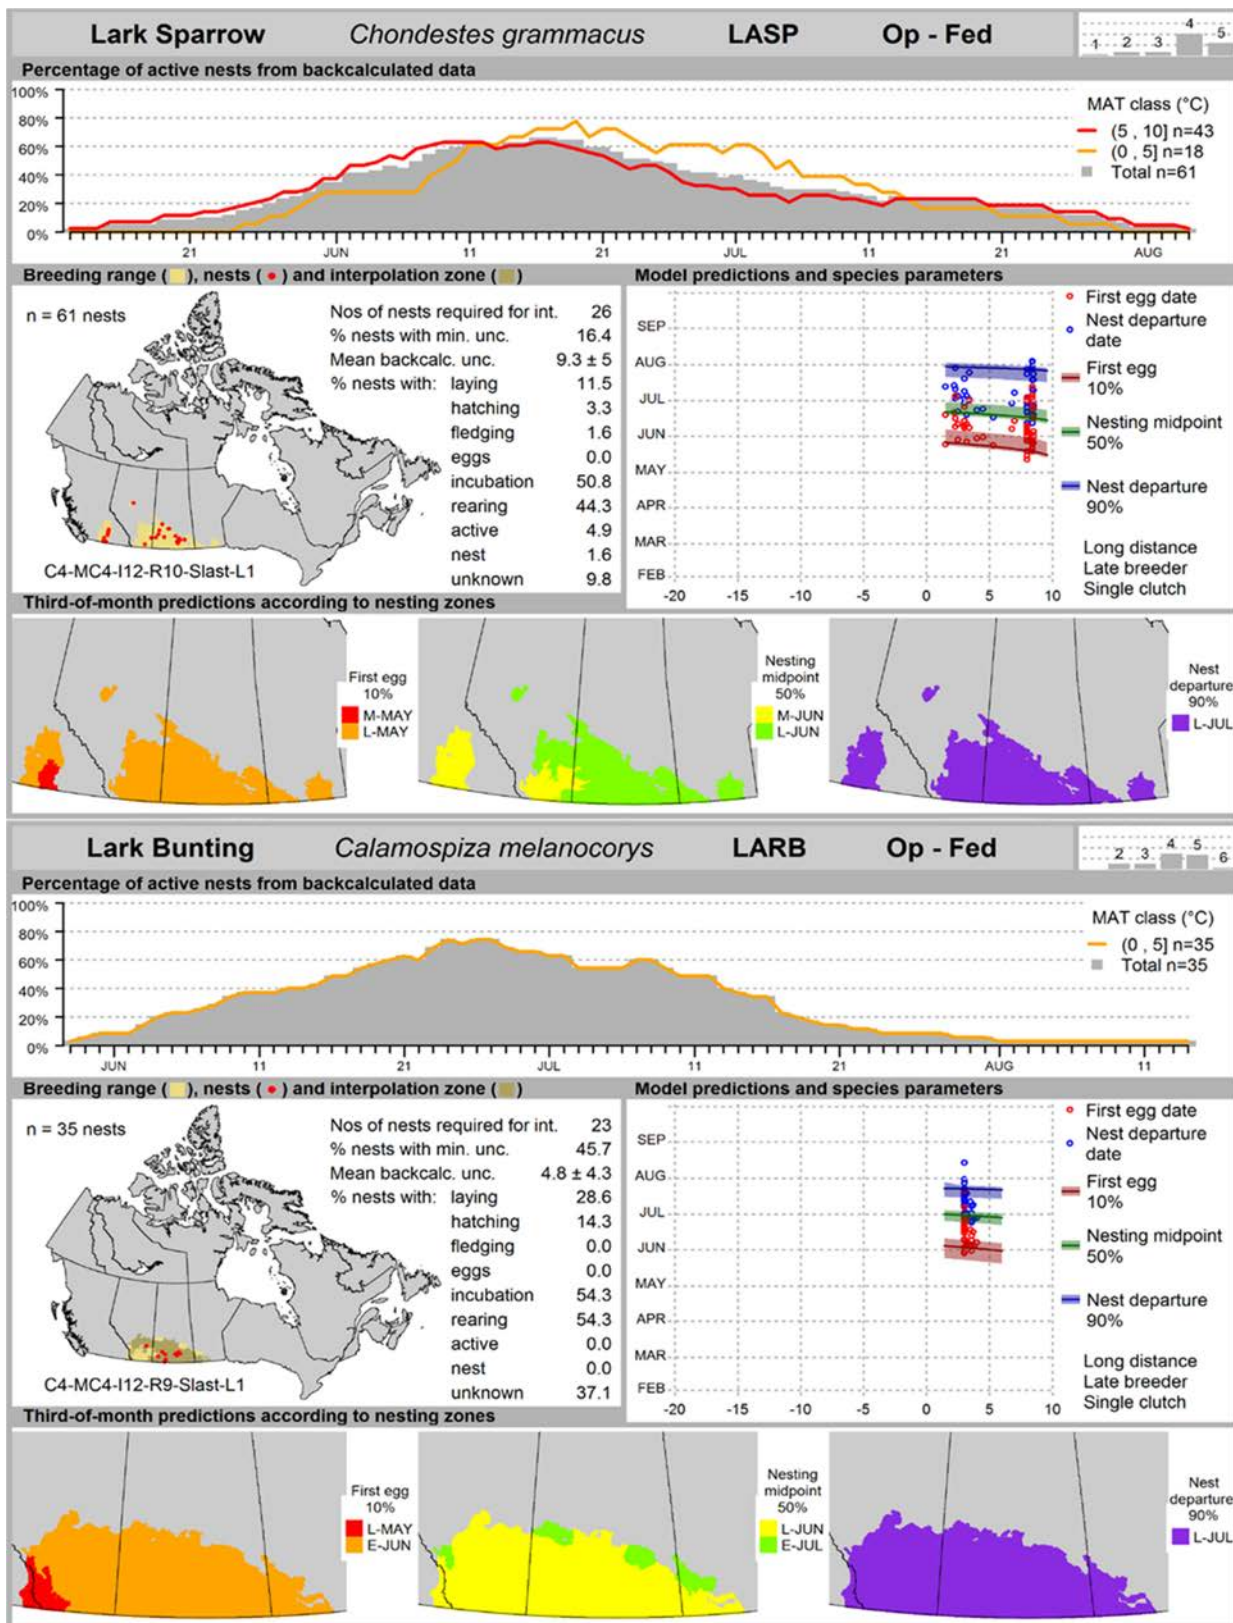 Lark Sparrow Chondestes grammacus LASP Op - Fed
1 2 3 4 5
Percentage of active nests from backcalculated data
100%
80%
60%
40%
20%
0%
MAT class (°C)
(5 , 10] n=43
(0 , 5] n=18
Total n=61
21 JUN 11 21 JUL 11 21 AUG
Breeding range ( ), nests ( ) and interpolation zone ( )
n = 61 nests
Nos of nests required for int. 26
% nests with min. unc. 16.4
Mean backcalc. unc. 9.3 ± 5
% nests with: laying 11.5
hatching 3.3
fledging 1.6
eggs 0.0
incubation 50.8
rearing 44.3
active 4.9
nest 1.6
unknown 9.8
C4-MC4-I12-R10-Slast-L1
Model predictions and species parameters
SEP
AUG
JUL
JUN
MAY
APR
MAR
FEB
-20 -15 -10 -5 0 5 10
First egg date
Nest departure
date
First egg
10%
Nesting midpoint
50%
Nest departure
90%
Long distance
Late breeder
Single clutch
Third-of-month predictions according to nesting zones
First egg
10%
M-MAY
L-MAY
Nesting
midpoint
50%
M-JUN
L-JUN
Nest
departure
90%
L-JUL
Lark Bunting Calamospiza melanocorys LARB Op - Fed
2 3 4 5 6
Percentage of active nests from backcalculated data
100%
80%
60%
40%
20%
0%
MAT class (°C)
(0 , 5] n=35
Total n=35
JUN 11 21 JUL 11 21 AUG 11
Breeding range ( ), nests ( ) and interpolation zone ( )
n = 35 nests
Nos of nests required for int. 23
% nests with min. unc. 45.7
Mean backcalc. unc. 4.8 ± 4.3
% nests with: laying 28.6
hatching 14.3
fledging 0.0
eggs 0.0
incubation 54.3
rearing 54.3
active 0.0
nest 0.0
unknown 37.1
C4-MC4-I12-R9-Slast-L1
Model predictions and species parameters
SEP
AUG
JUL
JUN
MAY
APR
MAR
FEB
-20 -15 -10 -5 0 5 10
First egg date
Nest departure
date
First egg
10%
Nesting midpoint
50%
Nest departure
90%
Long distance
Late breeder
Single clutch
Third-of-month predictions according to nesting zones
First egg
10%
L-MAY
E-JUN
Nesting
midpoint
50%
L-JUN
E-JUL
Nest
departure
90%
L-JUL